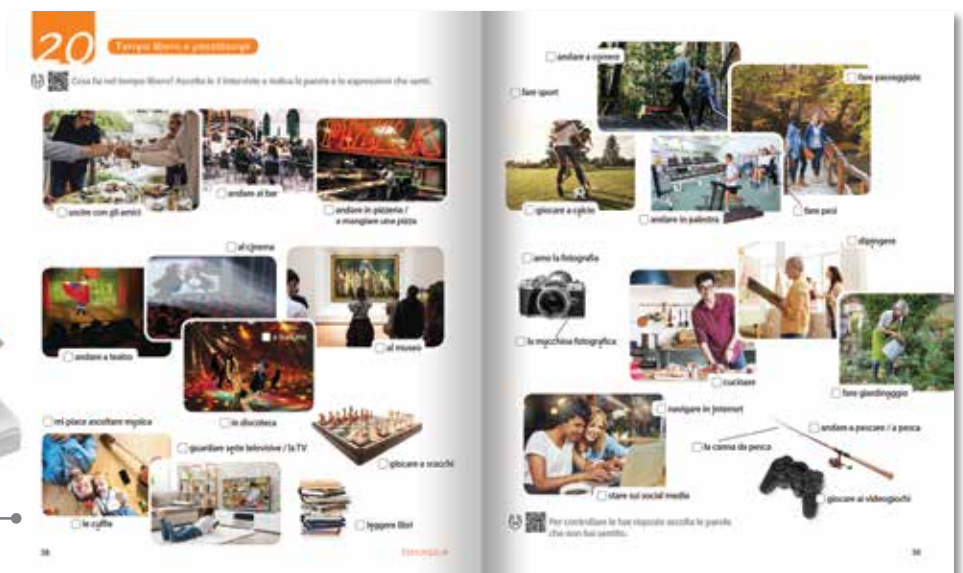 20
Tempo libero e passatempi
Cosa fai nel tempo libero? Ascolta le 3 interviste e indica le parole e le espressioni che senti.
uscire con gli amici
andare al bar
andare in pizzeria /
a mangiare una pizza
al cinema
andare a teatro
a ballare
in discoteca
al museo
mi piace ascoltare musica
le cuffie
guardare serie televisive / la TV
giocare a scacchi
leggere libri
38
andare a correre
fare sport
fare passeggiate
giocare a calcio
andare in palestra
fare pesi
dipingere
amo la fotografia
la macchina fotografica
cucinare
fare giardinaggio
navigare in Internet
andare a pescare / a pesca
la canna da pesca
stare sui social media
giocare ai videogiochi
Per controllare le tue risposte ascolta le parole
che non hai sentito.
39